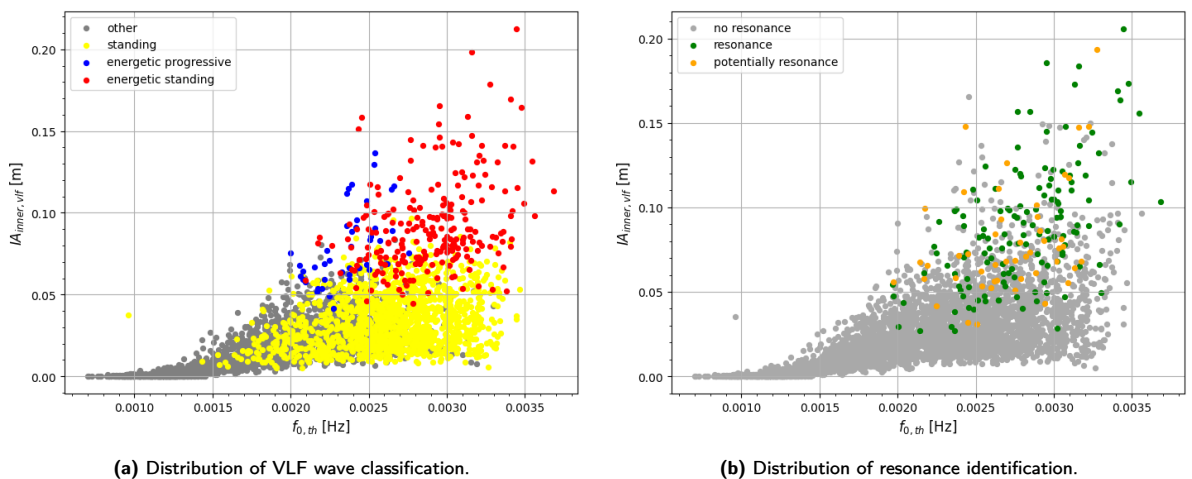 other
standing
energetic progressive
energetic standing
0.20
0.15
0.10
0.05
0.00
IA_inner,vlf [m]
0.0010 0.0015 0.0020 0.0025 0.0030 0.0035
f_0,th [Hz]
(a) Distribution of VLF wave classification.
no resonance
resonance
potentially resonance
0.20
0.15
0.10
0.05
0.00
IA_inner,vlf [m]
0.0010 0.0015 0.0020 0.0025 0.0030 0.0035
f_0,th [Hz]
(b) Distribution of resonance identification.